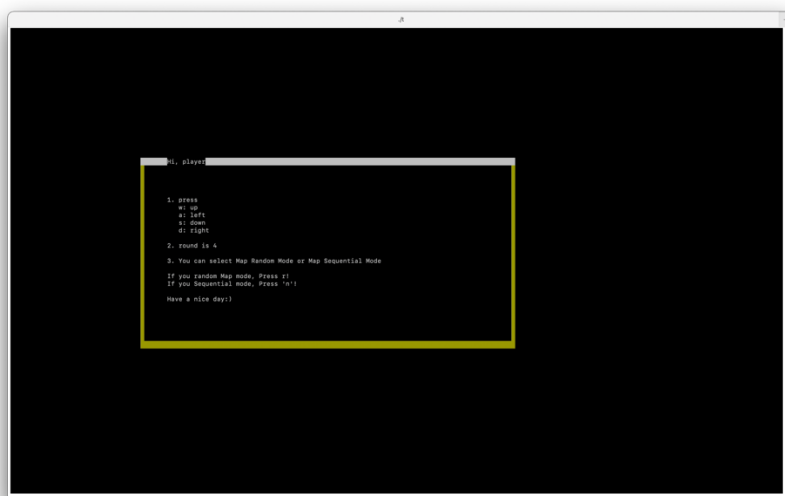 Hi, player
1. press
w: up
a: left
s: down
d: right
2. round is 4
3. You can select Map Random Mode or Map Sequential Mode
If you random Map mode, Press r!
If you Sequential mode, Press 'n'!
Have a nice day:)